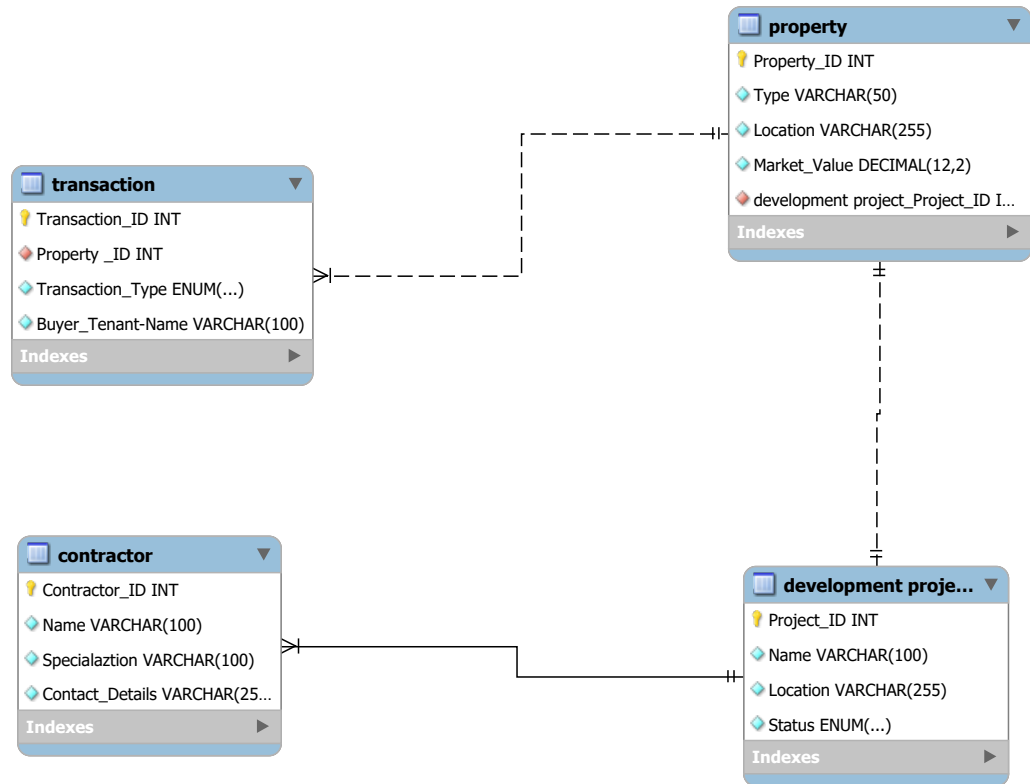 property
Property_ID INT
Type VARCHAR(50)
Location VARCHAR(255)
Market_Value DECIMAL(12,2)
development project_Project_ID I...
Indexes
transaction
Transaction_ID INT
Property _ID INT
Transaction_Type ENUM(...)
Buyer_Tenant-Name VARCHAR(100)
Indexes
contractor
Contractor_ID INT
Name VARCHAR(100)
Specialaztion VARCHAR(100)
Contact_Details VARCHAR(25...
Indexes
development proje...
Project_ID INT
Name VARCHAR(100)
Location VARCHAR(255)
Status ENUM(...)
Indexes